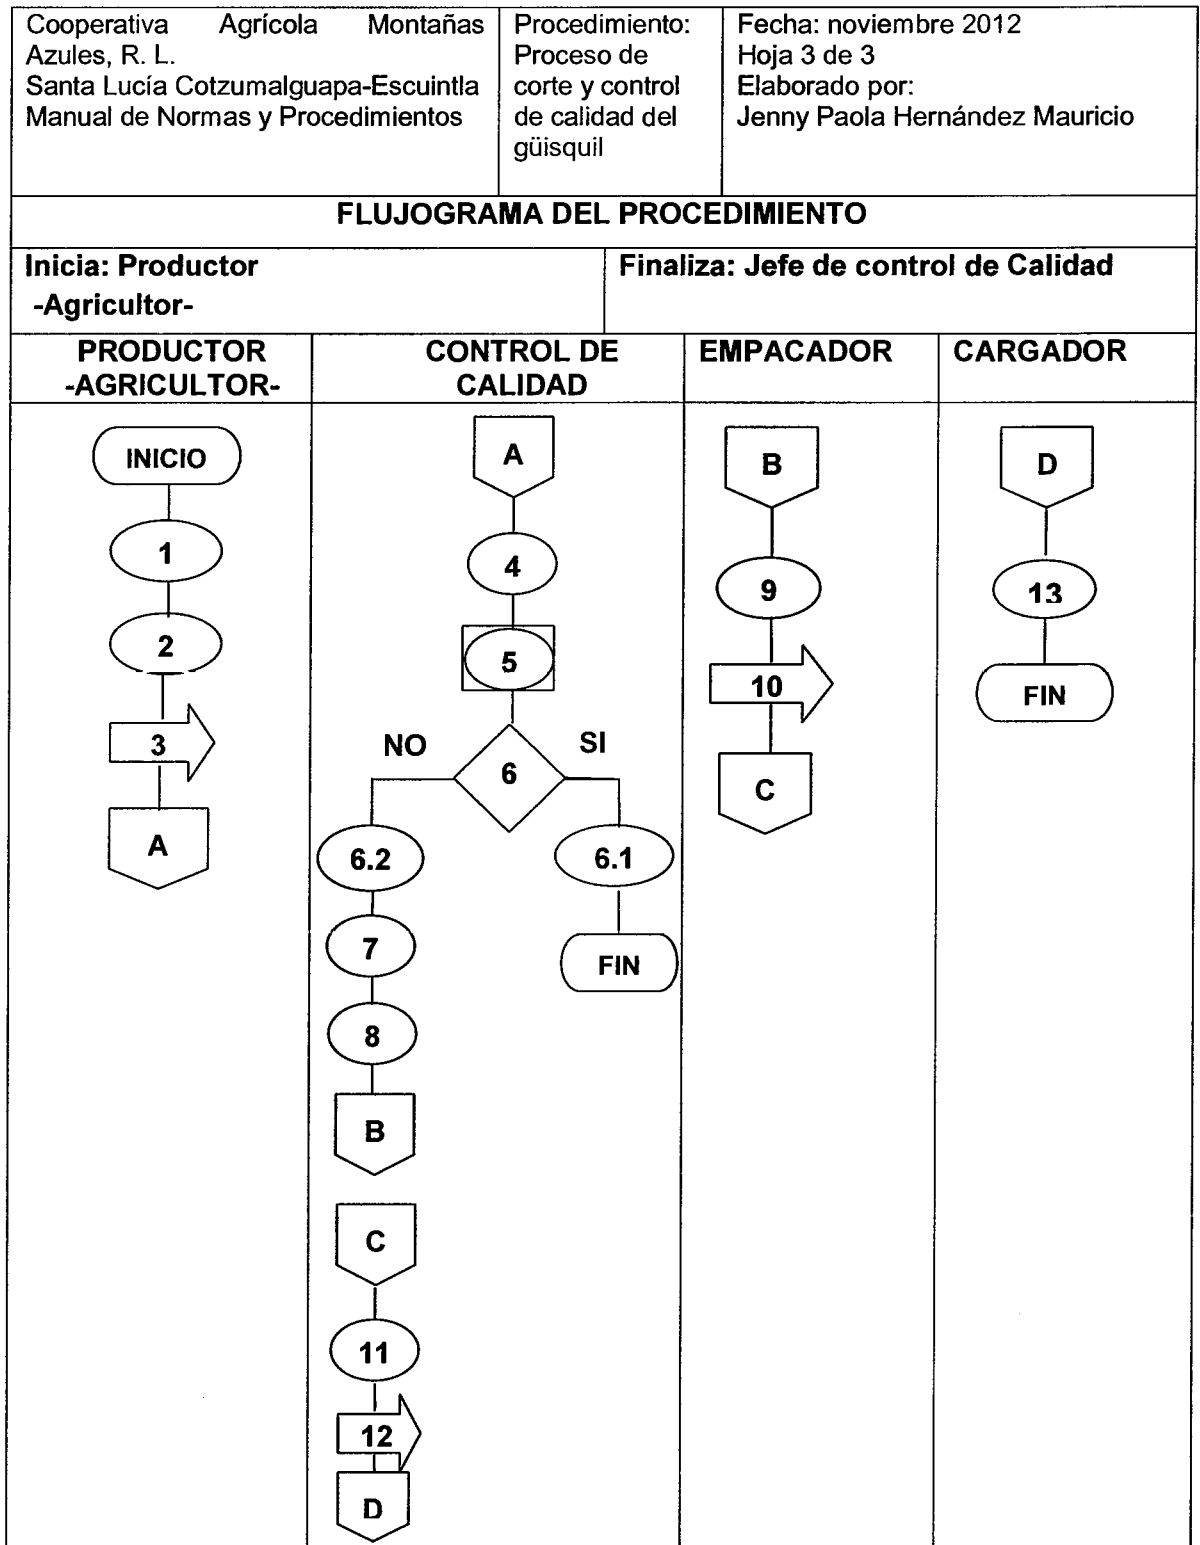 Cooperativa Agrícola Montañas
Azules, R. L.
Santa Lucía Cotzumalguapa-Escuintla
Manual de Normas y Procedimientos
Procedimiento:
Proceso de
corte y control
de calidad del
güisquil
Fecha: noviembre 2012
Hoja 3 de 3
Elaborado por:
Jenny Paola Hernández Mauricio
FLUJOGRAMA DEL PROCEDIMIENTO
Inicia: Productor
-Agricultor-
Finaliza: Jefe de control de Calidad
PRODUCTOR
-AGRICULTOR-
CONTROL DE
CALIDAD
EMPACADOR
CARGADOR
INICIO
1
2
3
A
A
4
5
6
NO
SI
6.2
6.1
7
FIN
8
B
C
11
12
D
B
9
10
C
D
13
FIN